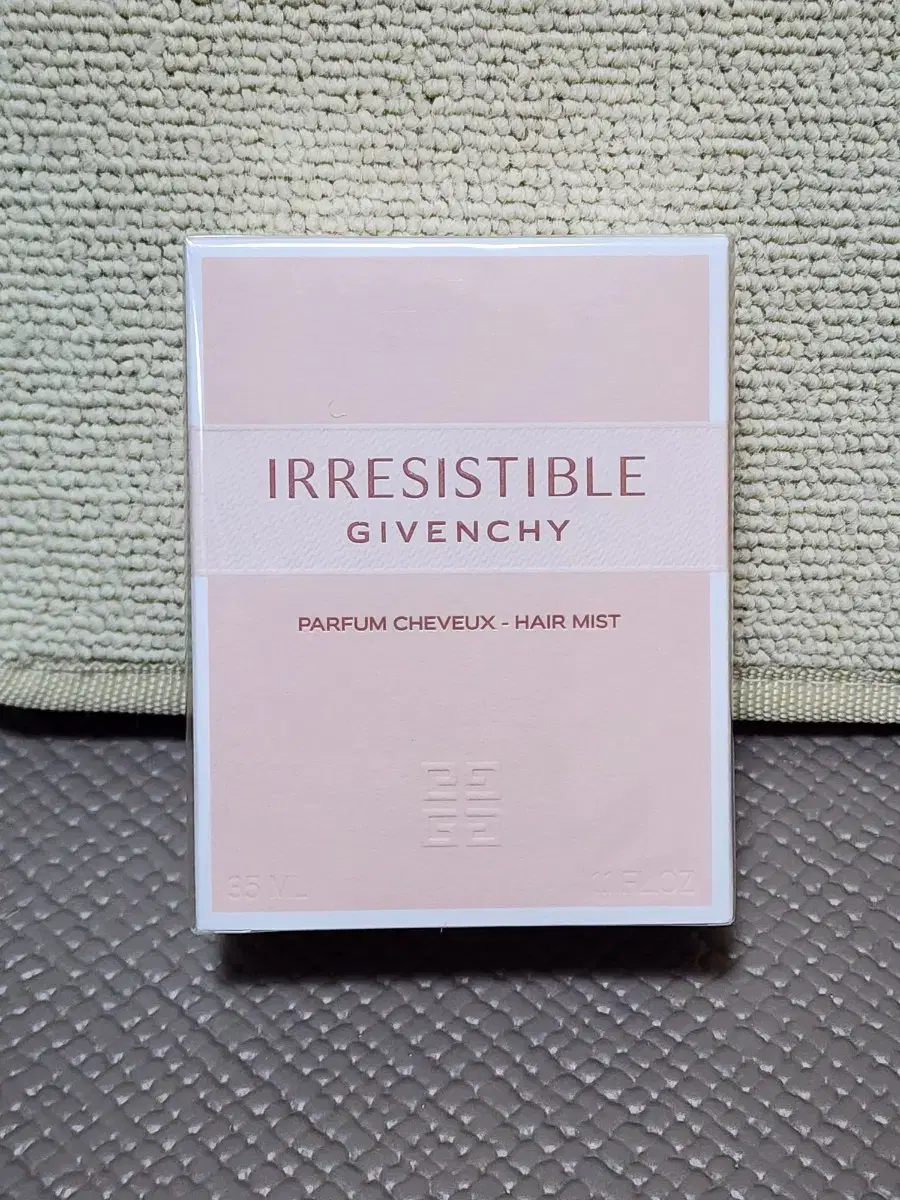 IRRESISTIBLE
GIVENCHY
PARFUM CHEVEUX - HAIR MIST
35 ML
1.1 FL.OZ